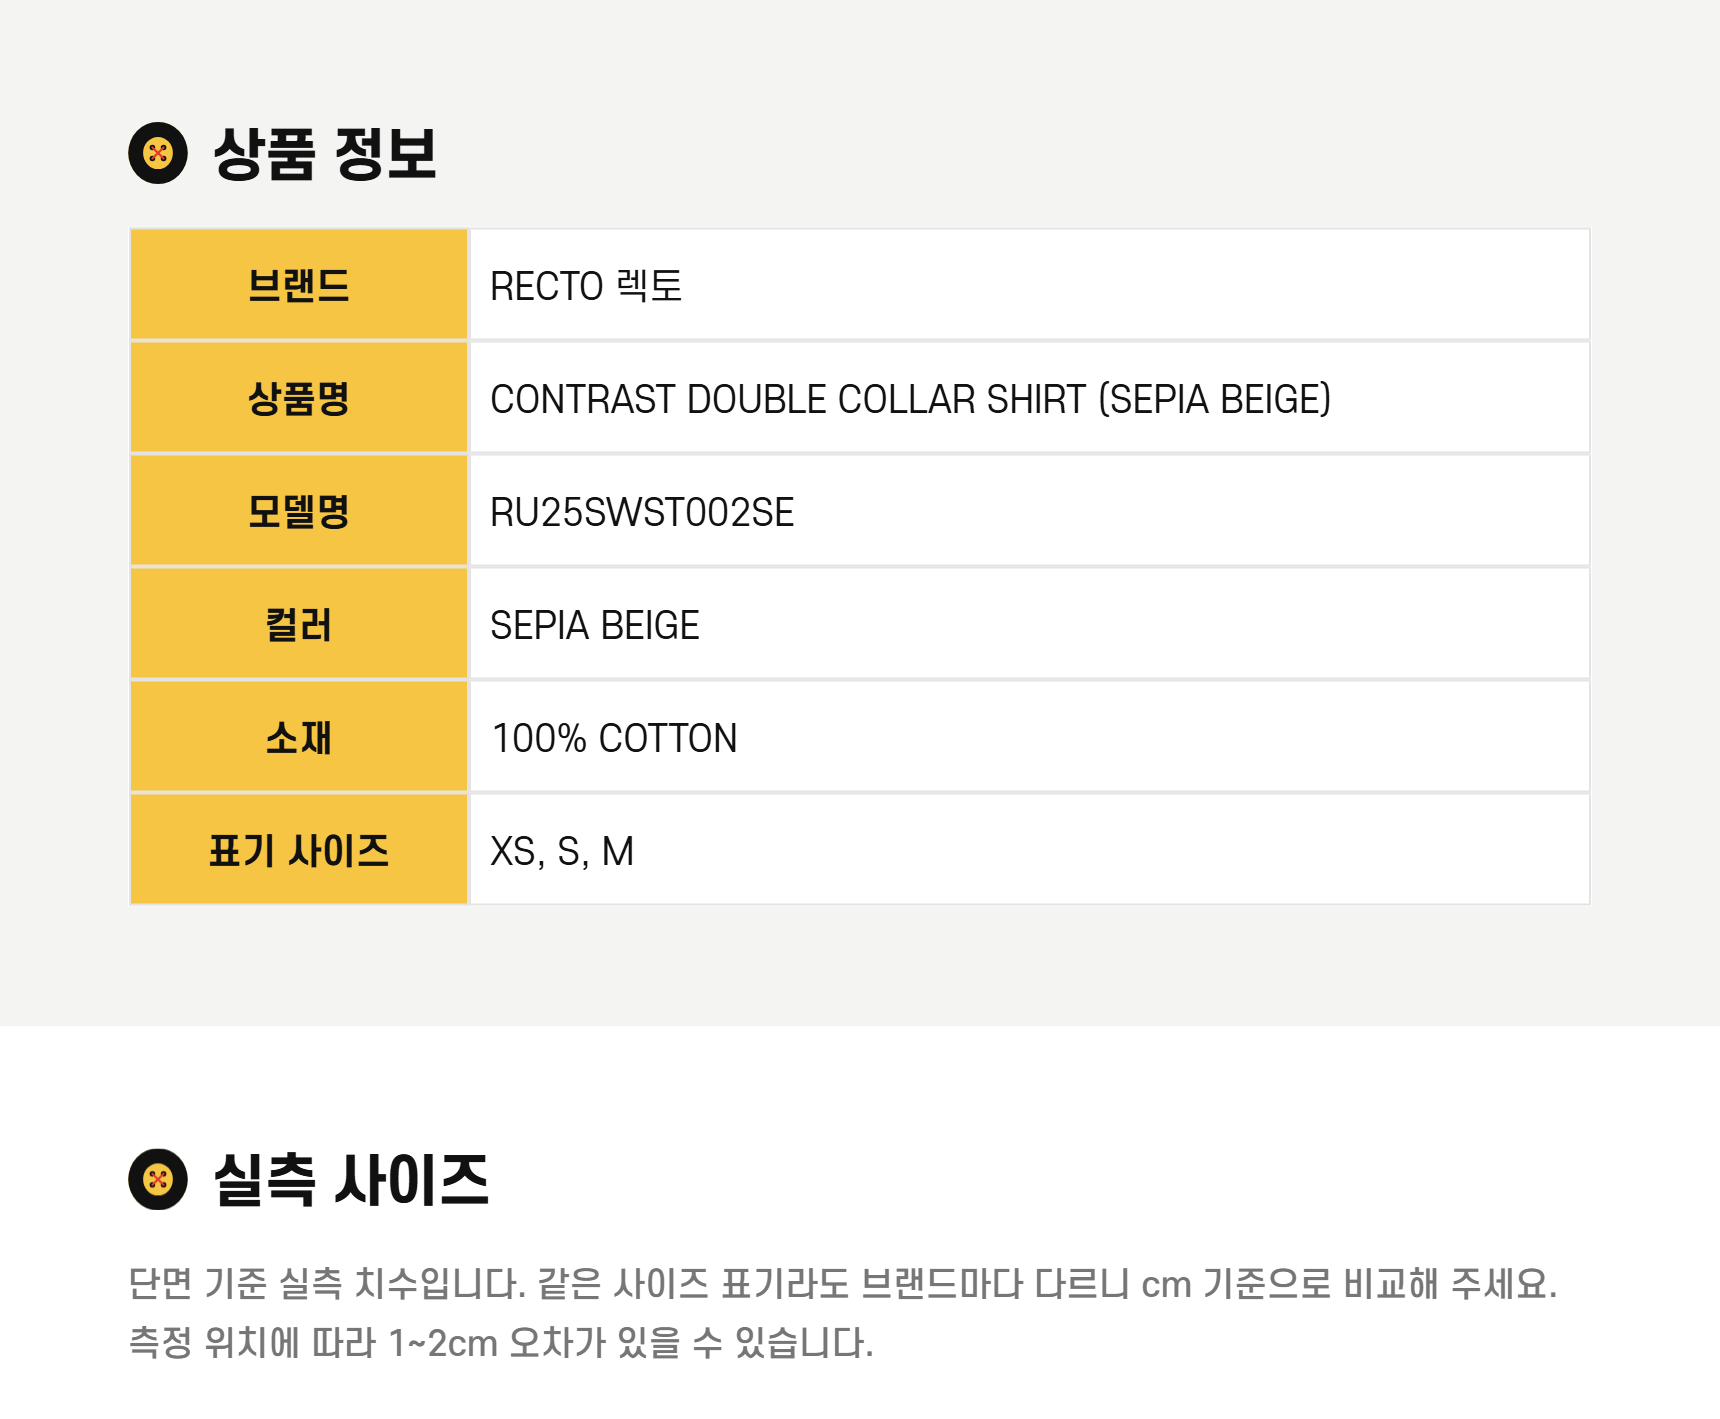 상품 정보
브랜드 RECTO 렉토
상품명 CONTRAST DOUBLE COLLAR SHIRT (SEPIA BEIGE)
모델명 RU25SWST002SE
컬러 SEPIA BEIGE
소재 100% COTTON
표기 사이즈 XS, S, M
실측 사이즈
단면 기준 실측 치수입니다. 같은 사이즈 표기라도 브랜드마다 다르니 cm 기준으로 비교해 주세요.
측정 위치에 따라 1~2cm 오차가 있을 수 있습니다.